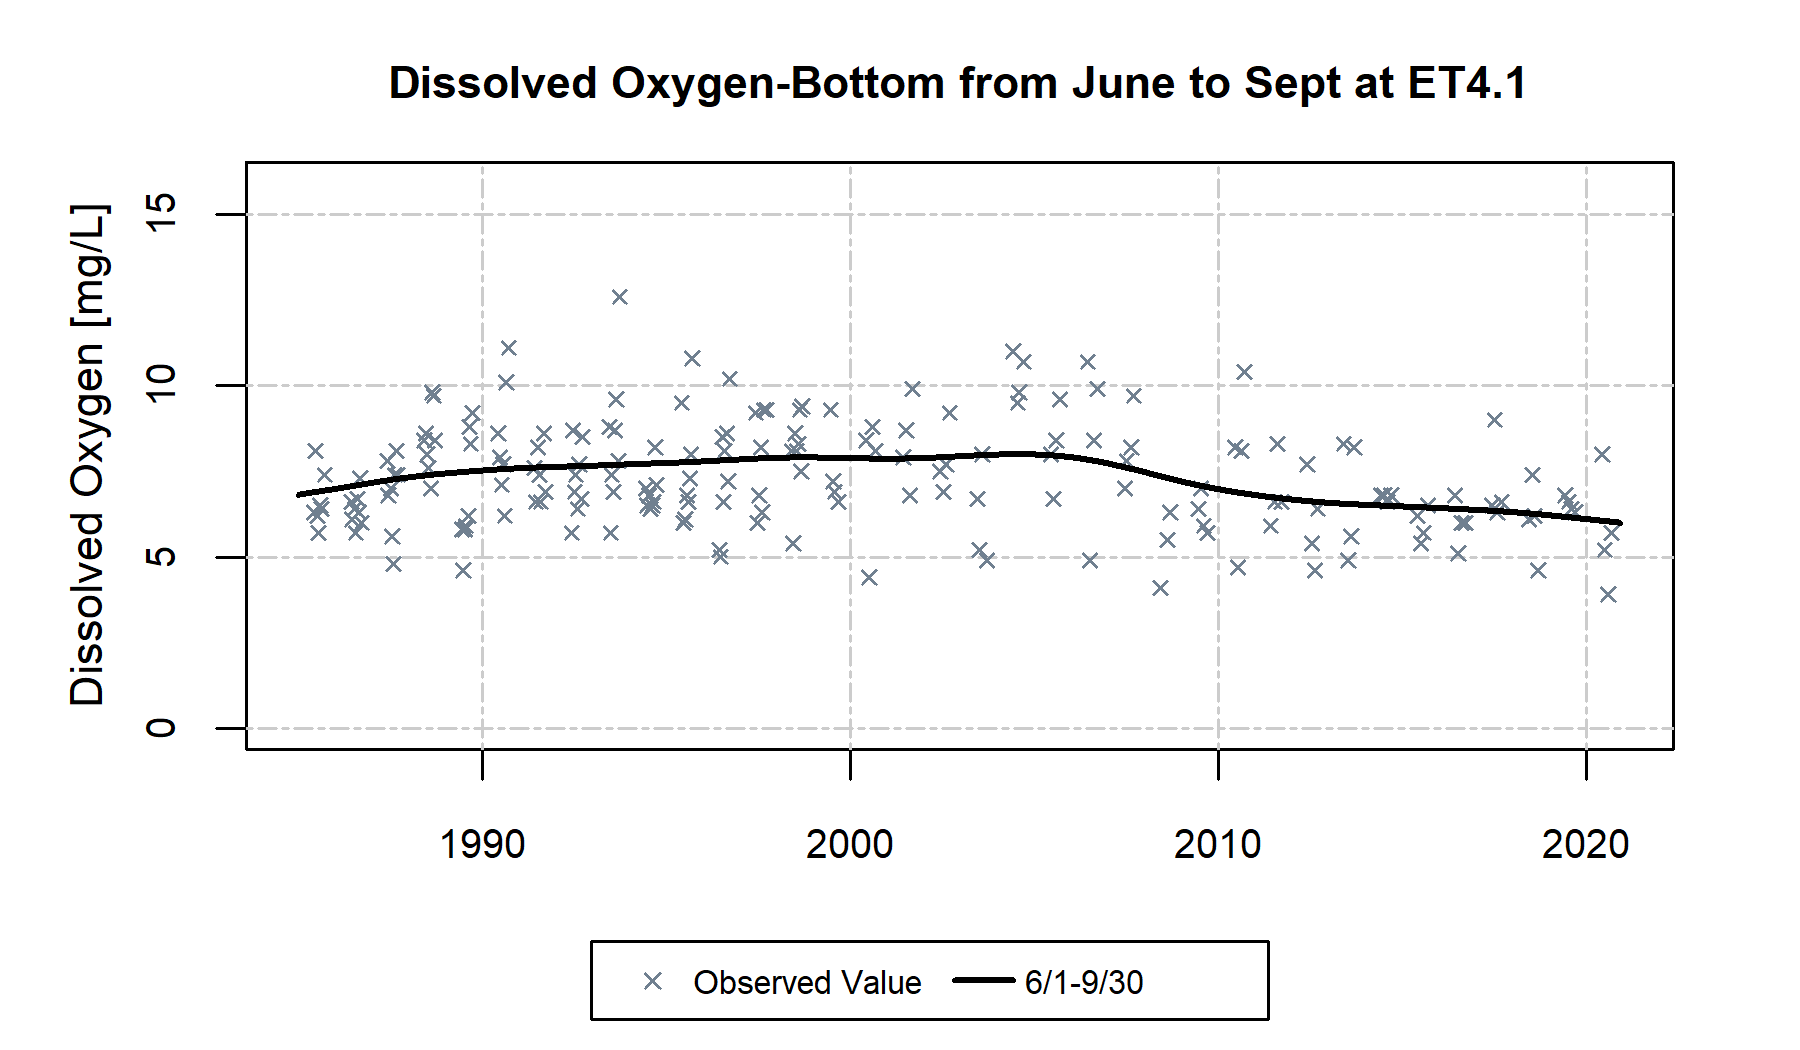 Dissolved Oxygen-Bottom from June to Sept at ET4.1
Dissolved Oxygen [mg/L]
15
10
5
0
1990 2000 2010 2020
Observed Value 6/1-9/30